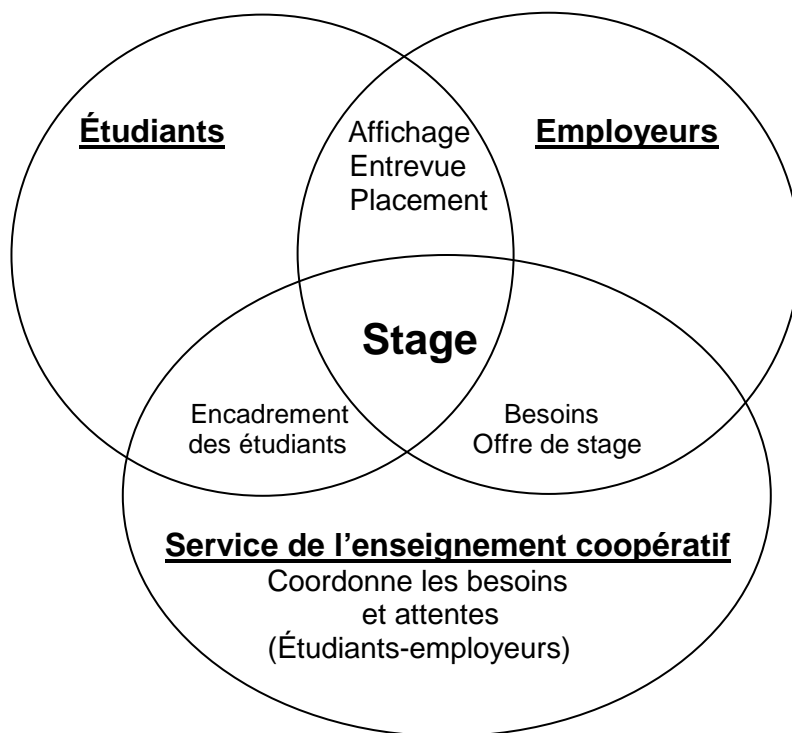 Étudiants
Affichage
Entrevue
Placement
Employeurs
Stage
Encadrement
des étudiants
Besoins
Offre de stage
Service de l'enseignement coopératif
Coordonne les besoins
et attentes
(Étudiants-employeurs)